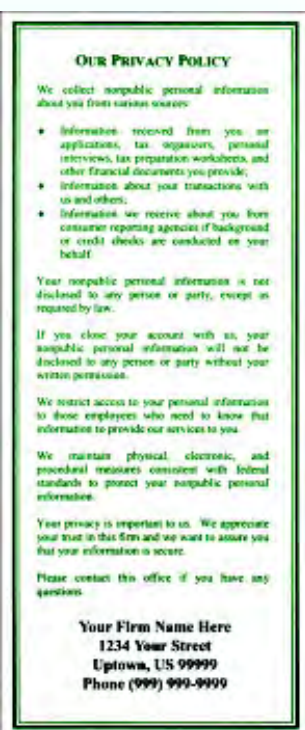 OUR PRIVACY POLICY
We collect nonpublic personal information
about you from various sources:
• Information received from you on
applications, tax organizers, personal
interviews, tax preparation worksheets, and
other financial documents you provide;
• Information about your transactions with
us and others;
• Information we receive about you from
consumer reporting agencies if background
or credit checks are conducted on your
behalf.
Your nonpublic personal information is not
disclosed to any person or party, except as
required by law.
If you close your account with us, your
nonpublic personal information will not be
disclosed to any person or party without your
written permission.
We restrict access to your personal information
to those employees who need to know that
information to provide our services to you.
We maintain physical, electronic, and
procedural measures consistent with federal
standards to protect your nonpublic personal
information.
Your privacy is important to us. We appreciate
your trust in this firm and we want to assure you
that your information is secure.
Please contact this office if you have any
questions.
Your Firm Name Here
1234 Your Street
Uptown, US 99999
Phone (999) 999-9999